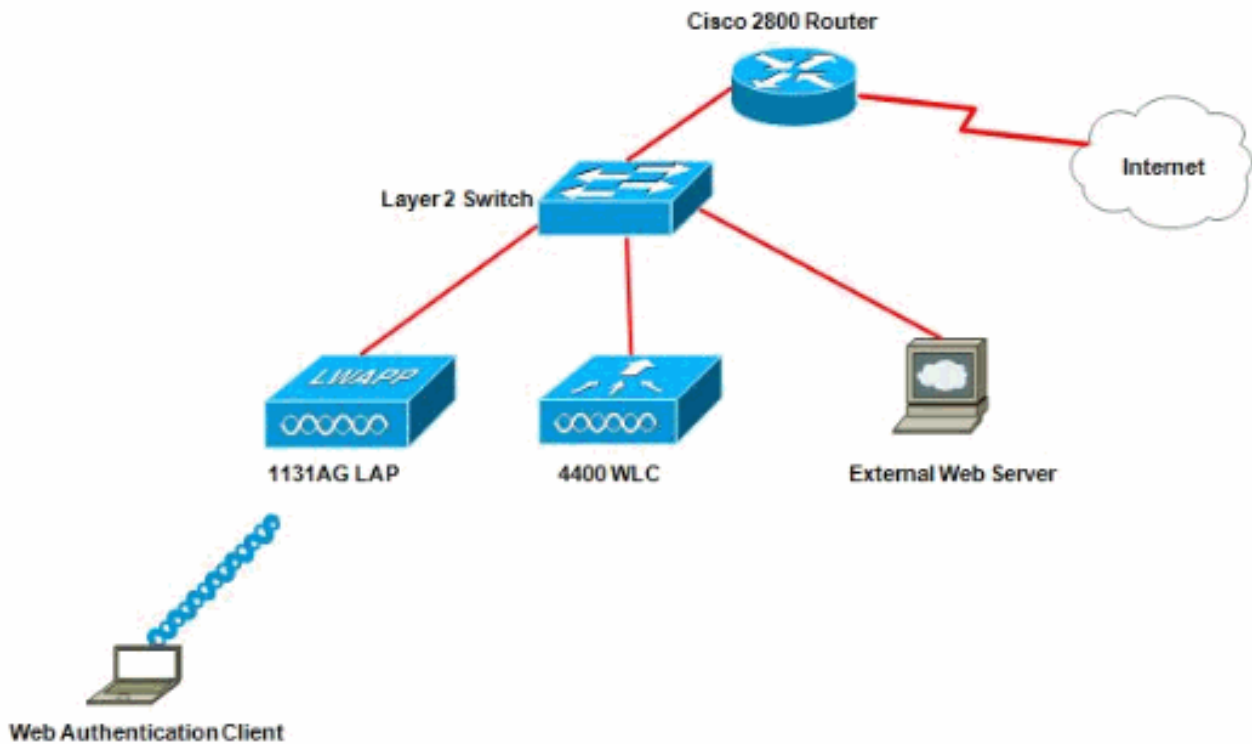 Cisco 2800 Router
Internet
Layer 2 Switch
LWAPP
1131AG LAP
4400 WLC
External Web Server
Web Authentication Client